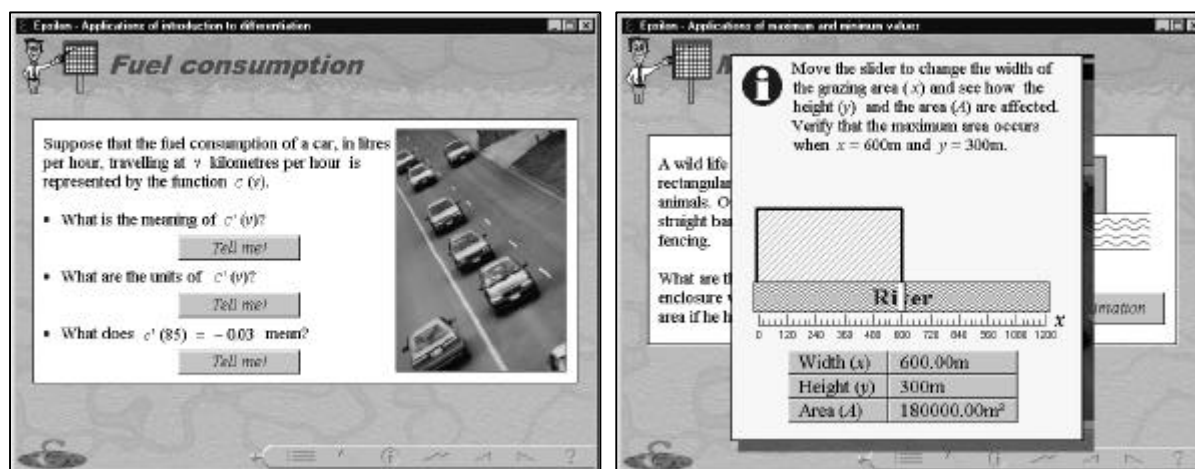 Epsilon - Applications of introduction to differentiation
Fuel consumption
Suppose that the fuel consumption of a car, in litres
per hour, travelling at v kilometres per hour is
represented by the function c (v).
▪ What is the meaning of c' (v)?
Tell me!
▪ What are the units of c' (v)?
Tell me!
▪ What does c' (85) = −0.03 mean?
Tell me!
?
Epsilon - Applications of maximum and minimum values
M
Move the slider to change the width of
the grazing area (x) and see how the
height (y) and the area (A) are affected.
Verify that the maximum area occurs
when x = 600m and y = 300m.
A wild life
rectangular
animals. O
straight ba
fencing.
What are th
enclosure w
area if he h
River
x
0 120 240 360 480 600 720 840 960 1080 1200
Width (x) 600.00m
Height (y) 300m
Area (A) 180000.00m²
mation
?